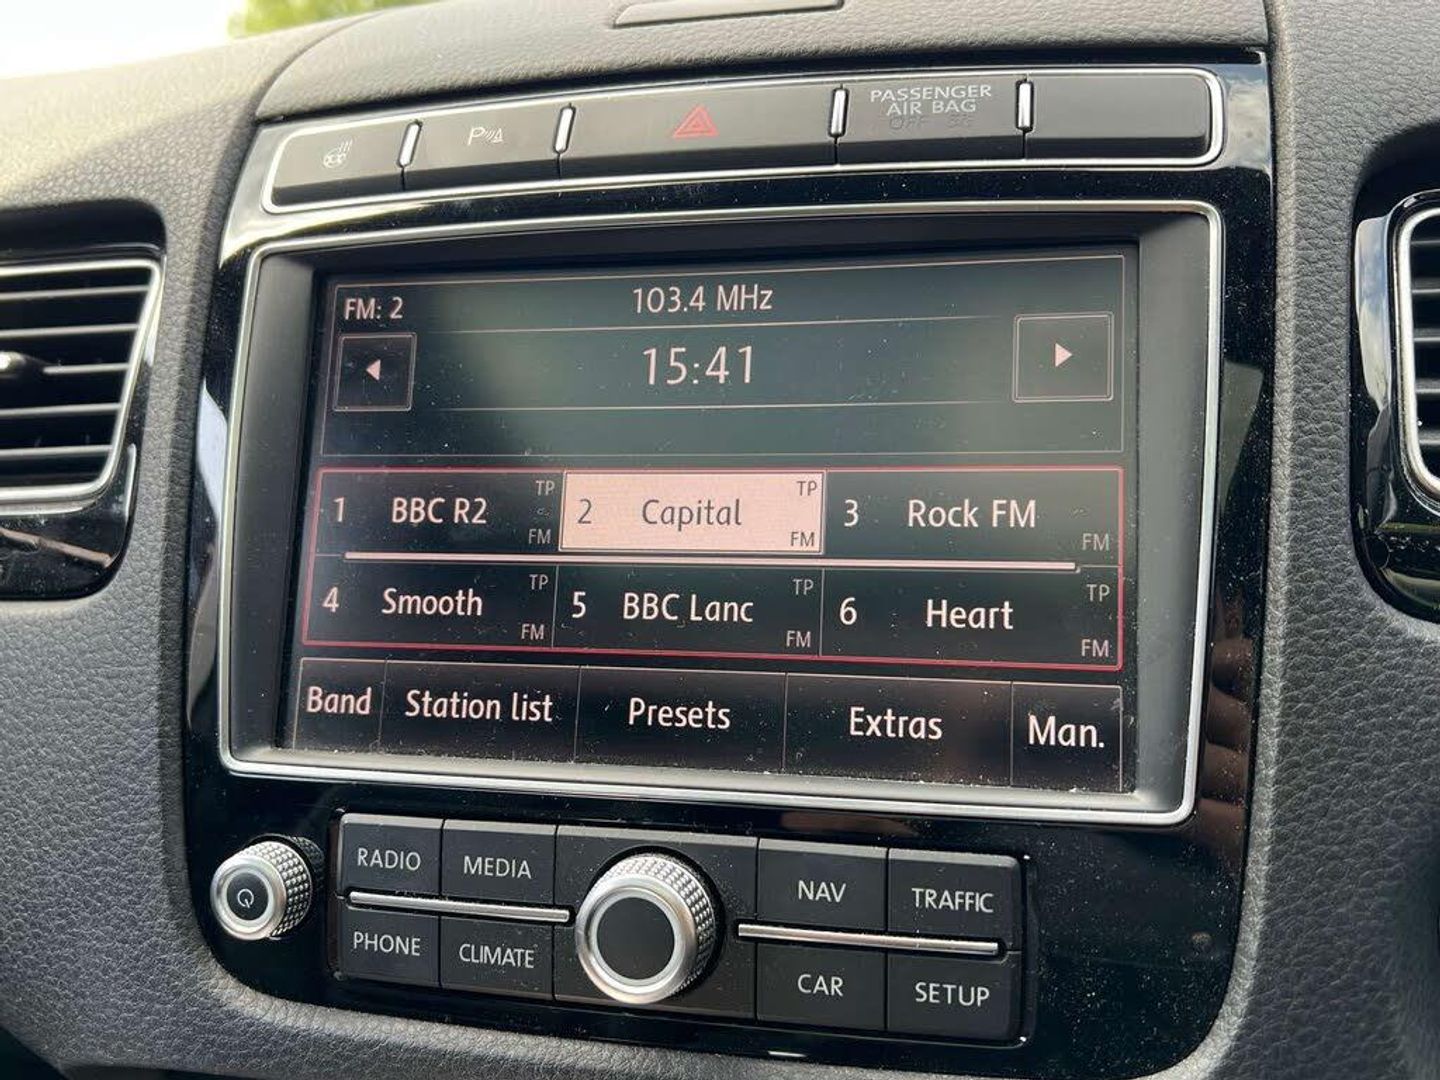 PASSENGER
AIR BAG
OFF
P
FM: 2
103.4 MHz
15:41
1 BBC R2 TP FM
2 Capital TP FM
3 Rock FM FM
4 Smooth TP FM
5 BBC Lanc TP FM
6 Heart TP FM
Band Station list Presets Extras Man.
RADIO MEDIA NAV TRAFFIC
PHONE CLIMATE CAR SETUP